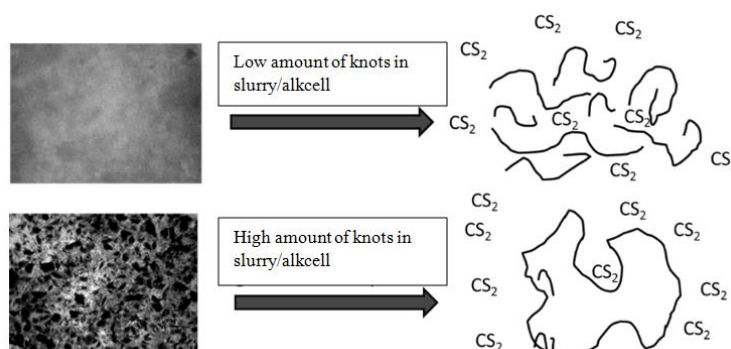 CS₂
CS₂
CS₂
Low amount of knots in
slurry/alkcell
CS₂
CS₂
CS₂
CS
CS₂
CS₂
CS₂
CS₂
CS₂
High amount of knots in
slurry/alkcell
CS₂
CS₂
CS₂
CS₂
CS₂